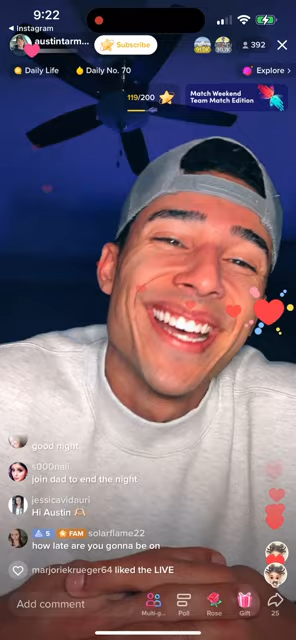 9:22
Instagram
austintarm...
Subscribe
392
Daily Life
Daily No. 70
Explore >
119/200
Match Weekend
Team Match Edition
good night
s000naii
join dad to end the night
jessicavidauri
Hi Austin
5 FAM solarflame22
how late are you gonna be on
marjoriekrueger64 liked the LIVE
Add comment
Multi-g...
Poll
Rose
Gift
25